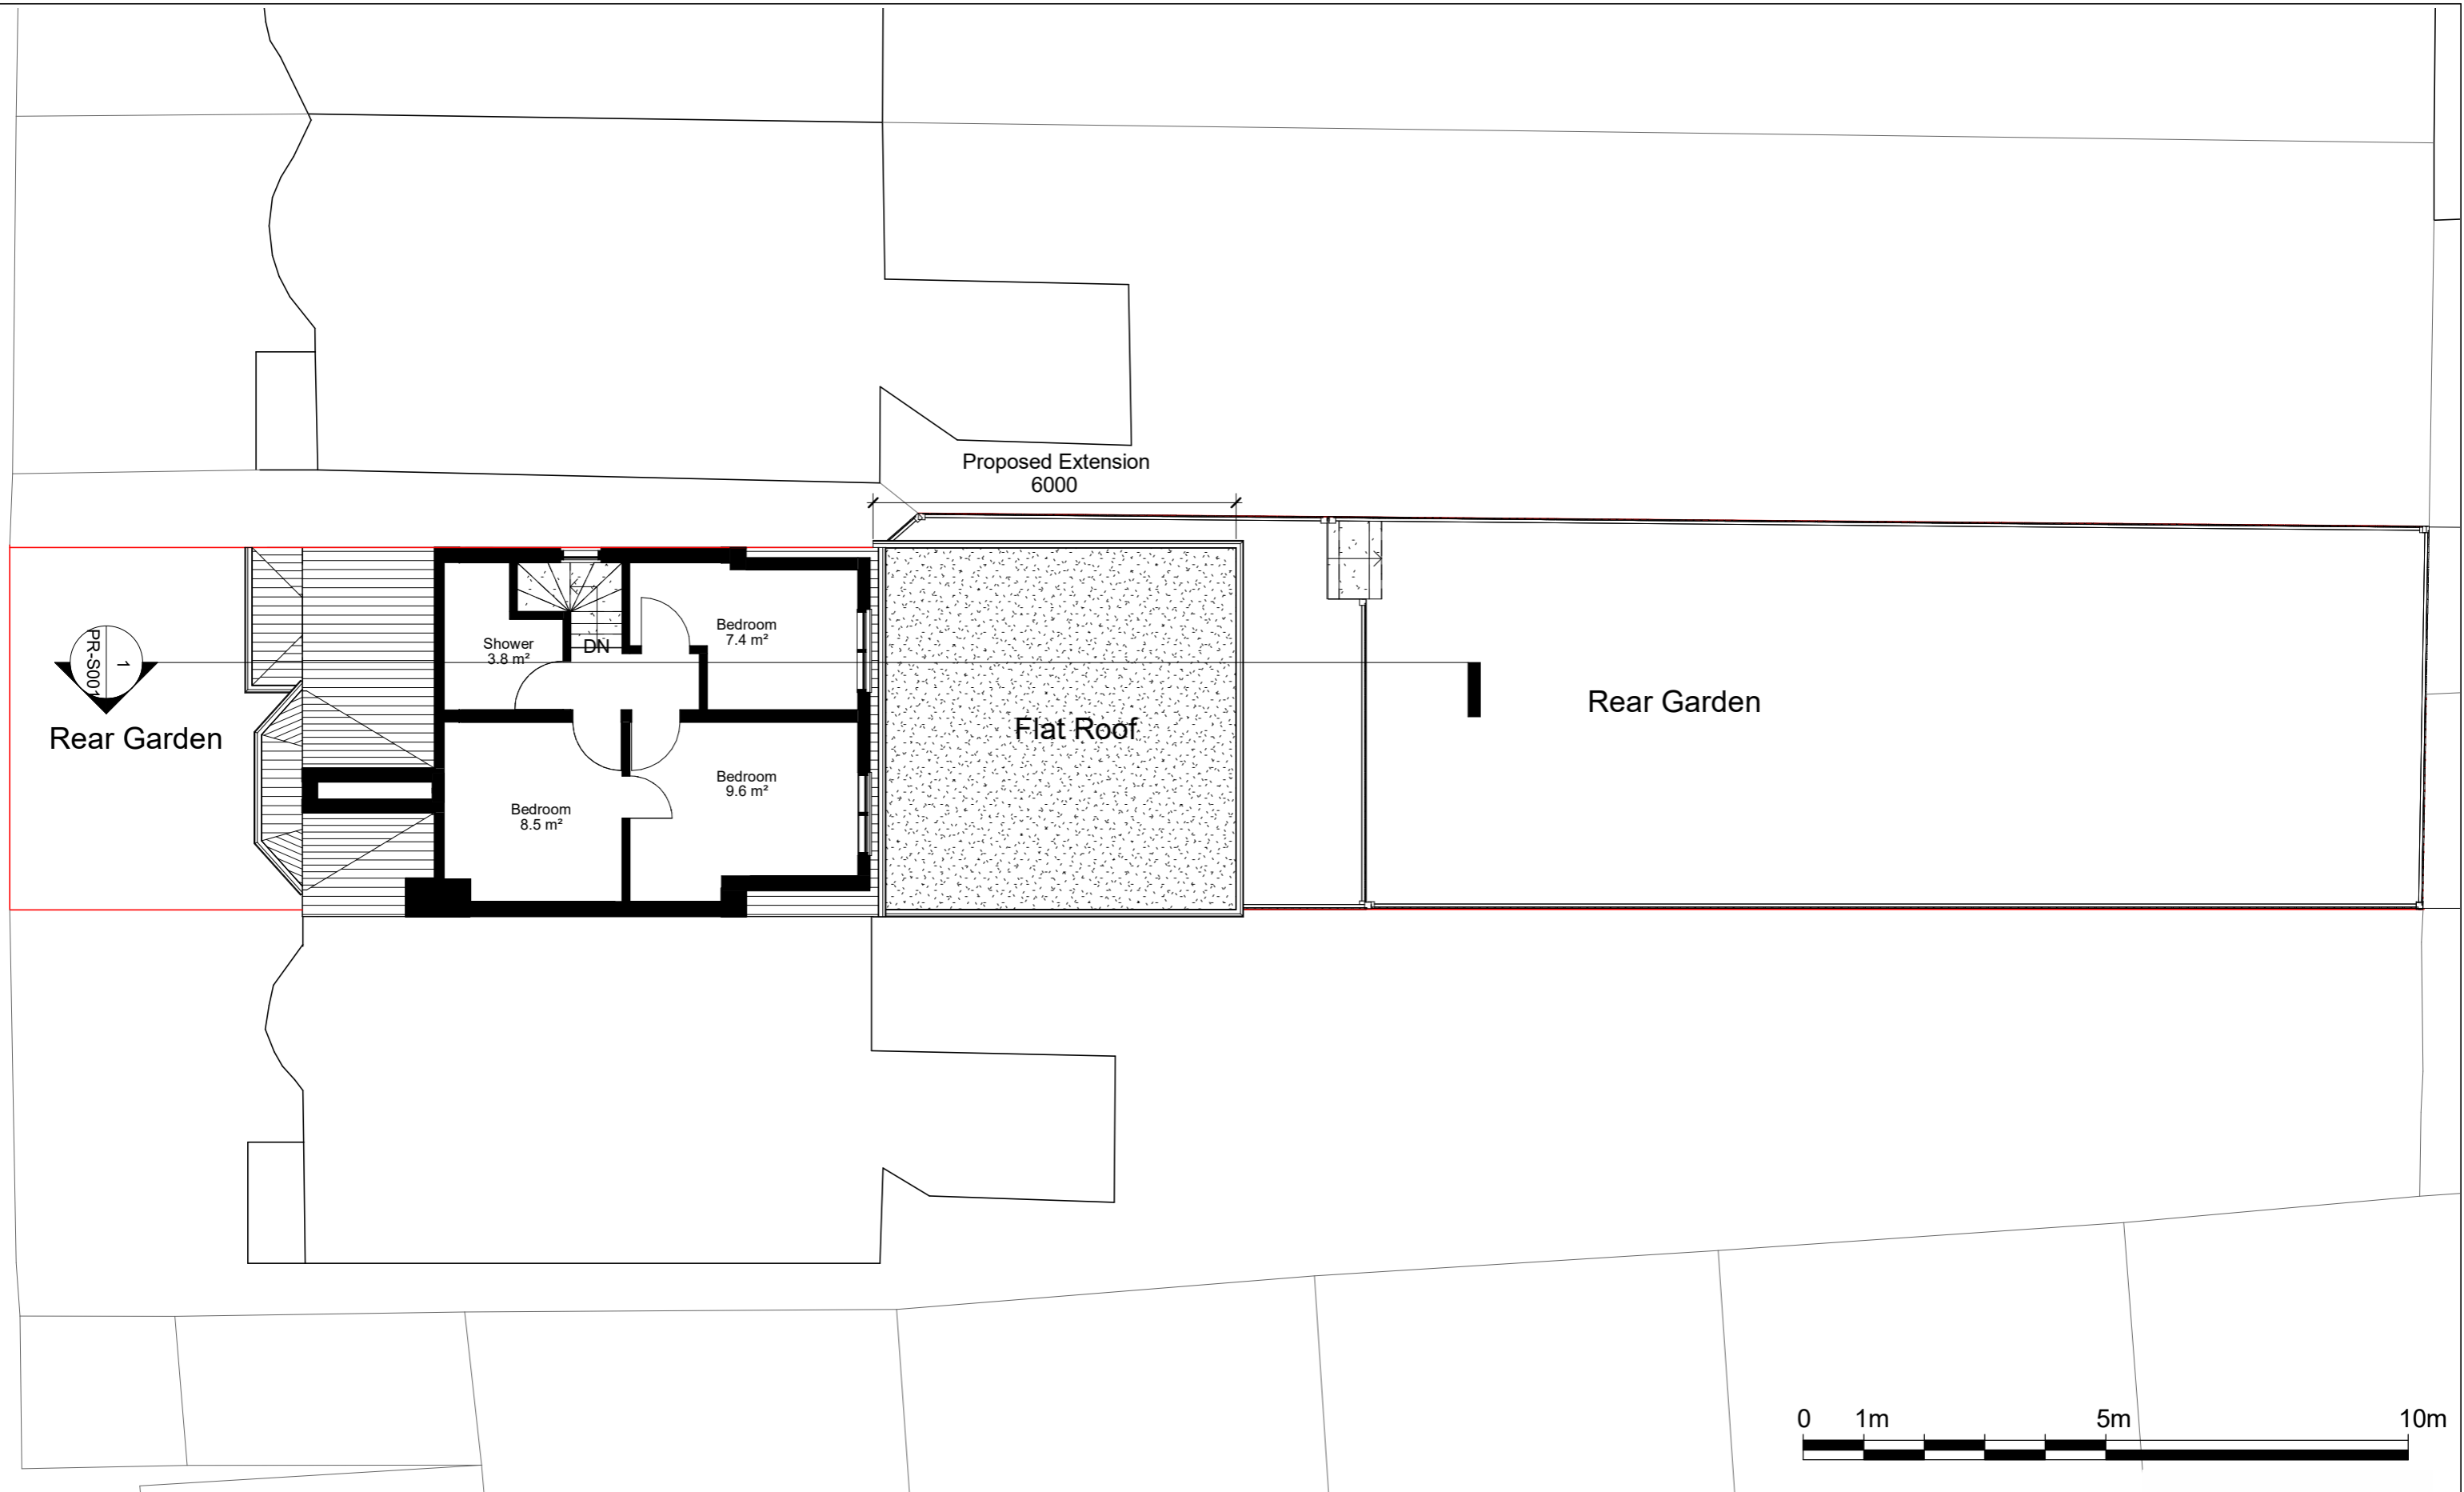 Proposed Extension
6000
Shower
3.8 m²
DN
Bedroom
7.4 m²
1
PR-S001
Rear Garden
Flat Roof
Rear Garden
Bedroom
9.6 m²
Bedroom
8.5 m²
0 1m 5m 10m